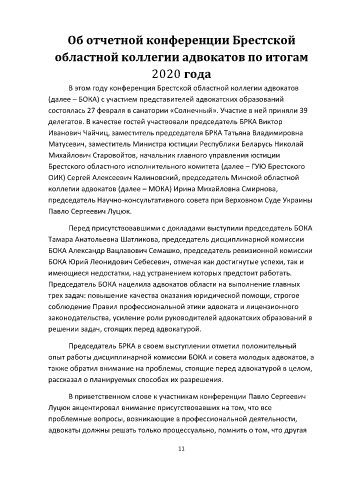 Об отчетной конференции Брестской
областной коллегии адвокатов по итогам
2020 года
В этом году конференция Брестской областной коллегии адвокатов
(далее – БОКА) с участием представителей адвокатских образований
состоялась 27 февраля в санатории «Солнечный». Участие в ней приняли 39
делегатов. В качестве гостей участвовали председатель БРКА Виктор
Иванович Чайчиц, заместитель председателя БРКА Татьяна Владимировна
Матусевич, заместитель Министра юстиции Республики Беларусь Николай
Михайлович Старовойтов, начальник главного управления юстиции
Брестского областного исполнительного комитета (далее – ГУЮ Брестского
ОИК) Сергей Алексеевич Калиновский, председатель Минской областной
коллегии адвокатов (далее – МОКА) Ирина Михайловна Смирнова,
председатель Научно-консультативного совета при Верховном Суде Украины
Павло Сергеевич Луцюк.
Перед присутствовавшими с докладами выступили председатель БОКА
Тамара Анатольевна Шатликова, председатель дисциплинарной комиссии
БОКА Александр Вацлавович Семашко, председатель ревизионной комиссии
БОКА Юрий Леонидович Себесевич, отмечая как достигнутые успехи, так и
имеющиеся недостатки, над устранением которых предстоит работать.
Председатель БОКА нацелила адвокатов области на выполнение главных
трех задач: повышение качества оказания юридической помощи, строгое
соблюдение Правил профессиональной этики адвоката и лицензионного
законодательства, усиление роли руководителей адвокатских образований в
решении задач, стоящих перед адвокатурой.
Председатель БРКА в своем выступлении отметил положительный
опыт работы дисциплинарной комиссии БОКА и совета молодых адвокатов, а
также обратил внимание на проблемы, стоящие перед адвокатурой в целом,
рассказал о планируемых способах их разрешения.
В приветственном слове к участникам конференции Павло Сергеевич
Луцюк акцентировал внимание присутствовавших на том, что все
проблемные вопросы, возникающие в профессиональной деятельности,
адвокаты должны решать только процессуально, помнить о том, что другая
11